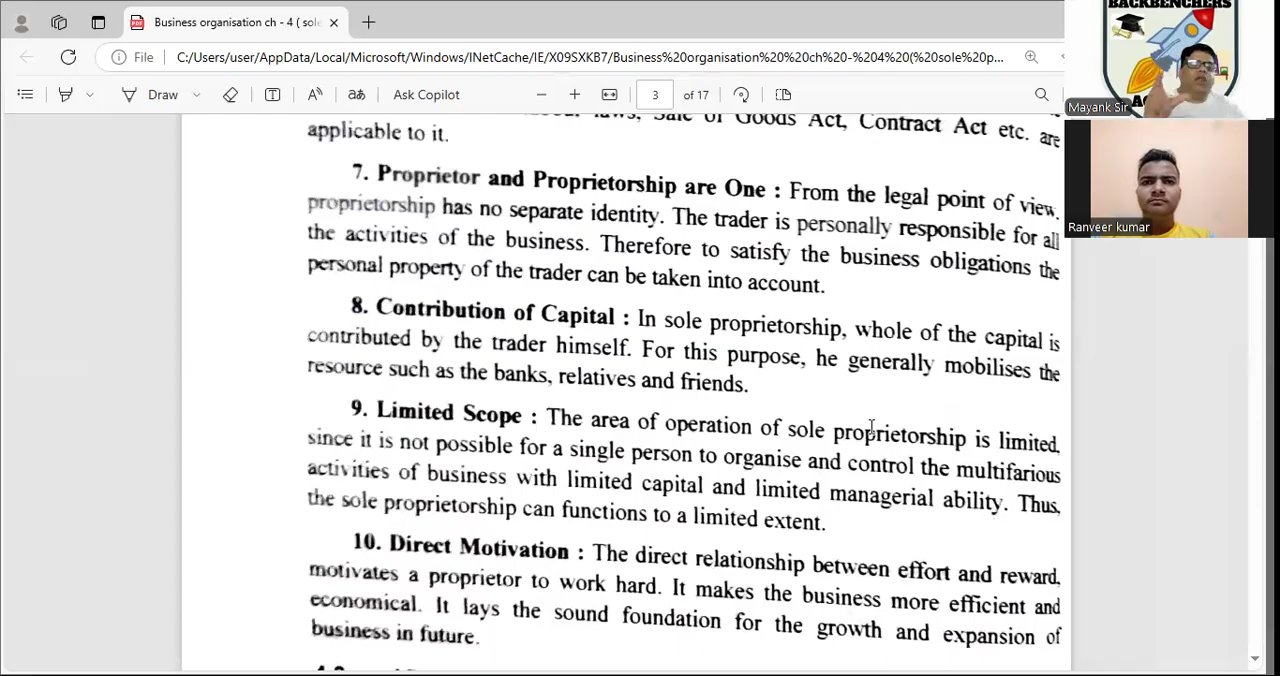 Business organisation ch - 4 ( sole
File
C:/Users/user/AppData/Local/Microsoft/Windows/INetCache/IE/X09SXKB7/Business%20organisation%20%20ch%20-%204%20(%20sole%20p...
Draw
aあ
Ask Copilot
3
of 17
BACKBENCHERS
Mayank Sir
Ranveer kumar
Sale of Goods Act, Contract Act etc. are
applicable to it.
7. Proprietor and Proprietorship are One : From the legal point of view,
proprietorship has no separate identity. The trader is personally responsible for all
the activities of the business. Therefore to satisfy the business obligations the
personal property of the trader can be taken into account.
8. Contribution of Capital : In sole proprietorship, whole of the capital is
contributed by the trader himself. For this purpose, he generally mobilises the
resource such as the banks, relatives and friends.
9. Limited Scope : The area of operation of sole proprietorship is limited,
since it is not possible for a single person to organise and control the multifarious
activities of business with limited capital and limited managerial ability. Thus,
the sole proprietorship can functions to a limited extent.
10. Direct Motivation : The direct relationship between effort and reward,
motivates a proprietor to work hard. It makes the business more efficient and
economical. It lays the sound foundation for the growth and expansion of
business in future.